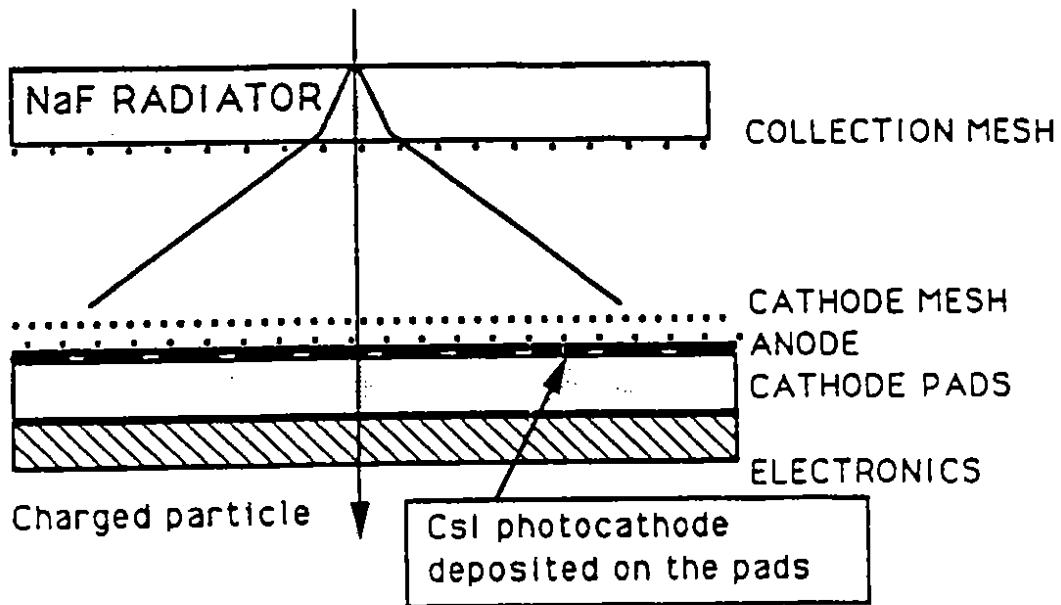 NaF RADIATOR
COLLECTION MESH
CATHODE MESH
ANODE
CATHODE PADS
ELECTRONICS
Charged particle
CsI photocathode
deposited on the pads